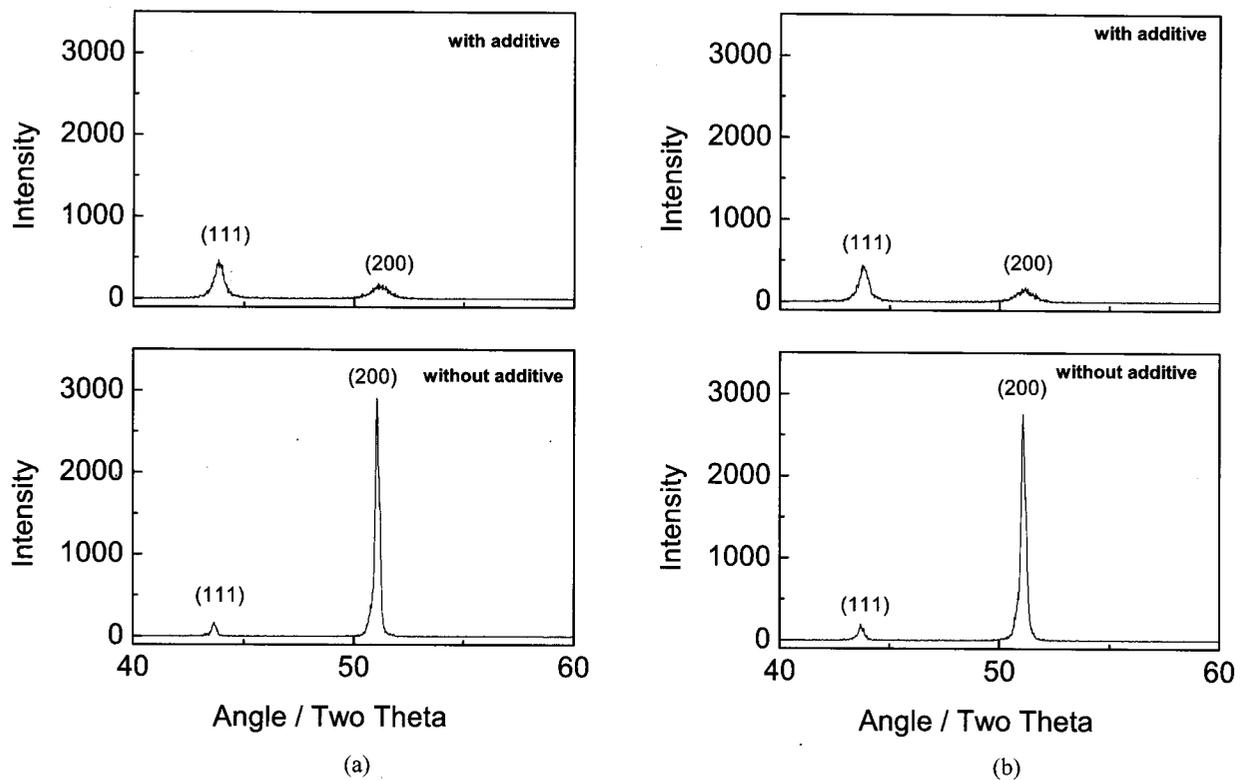 with additive
3000
2000
1000
0
Intensity
(111)
(200)
with additive
3000
2000
1000
0
Intensity
(111)
(200)
without additive
3000
2000
1000
0
Intensity
(111)
(200)
40
50
60
Angle / Two Theta
(a)
without additive
3000
2000
1000
0
Intensity
(111)
(200)
40
50
60
Angle / Two Theta
(b)